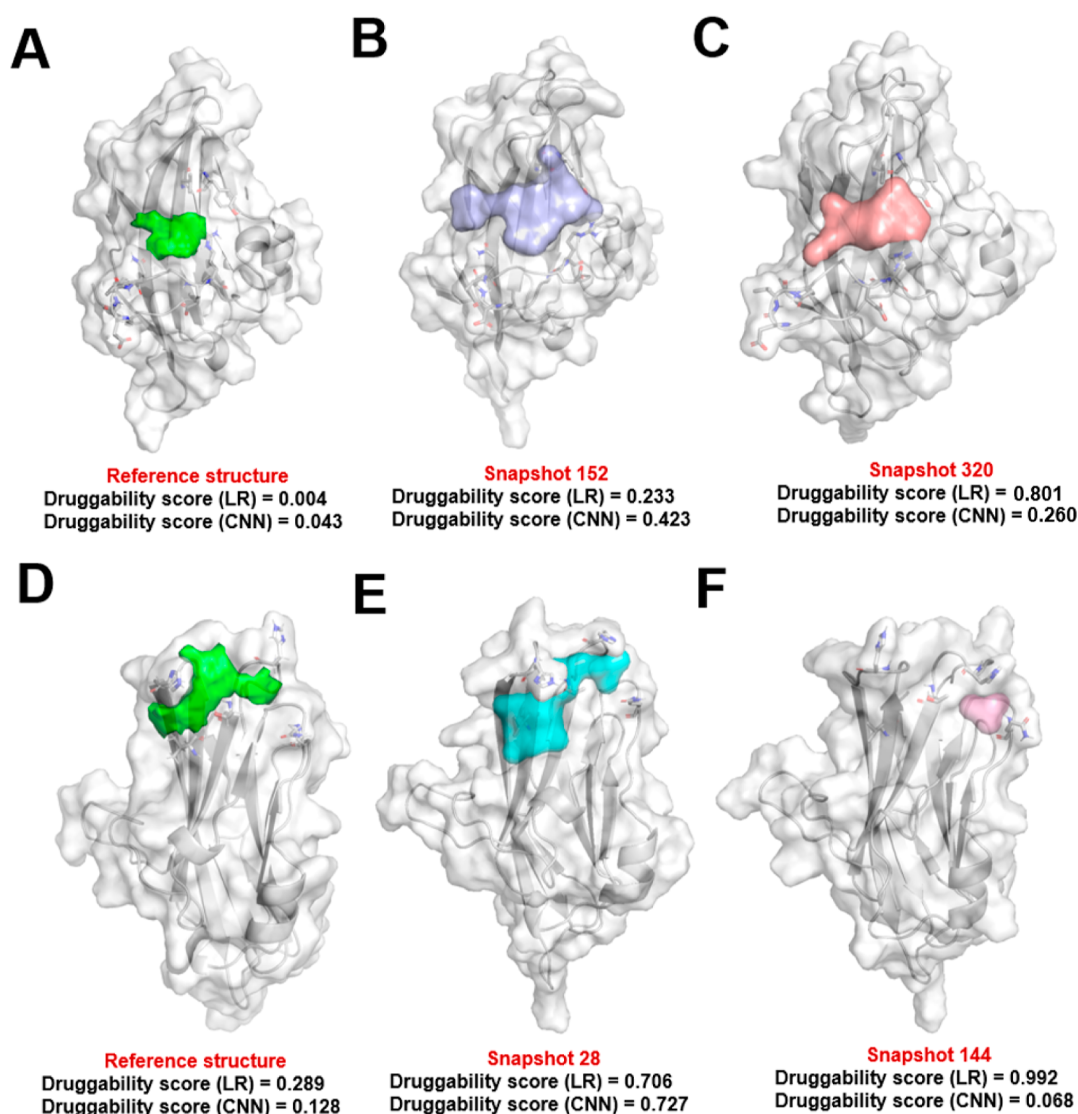 A
B
C
Reference structure
Druggability score (LR) = 0.004
Druggability score (CNN) = 0.043
Snapshot 152
Druggability score (LR) = 0.233
Druggability score (CNN) = 0.423
Snapshot 320
Druggability score (LR) = 0.801
Druggability score (CNN) = 0.260
D
E
F
Reference structure
Druggability score (LR) = 0.289
Druggability score (CNN) = 0.128
Snapshot 28
Druggability score (LR) = 0.706
Druggability score (CNN) = 0.727
Snapshot 144
Druggability score (LR) = 0.992
Druggability score (CNN) = 0.068